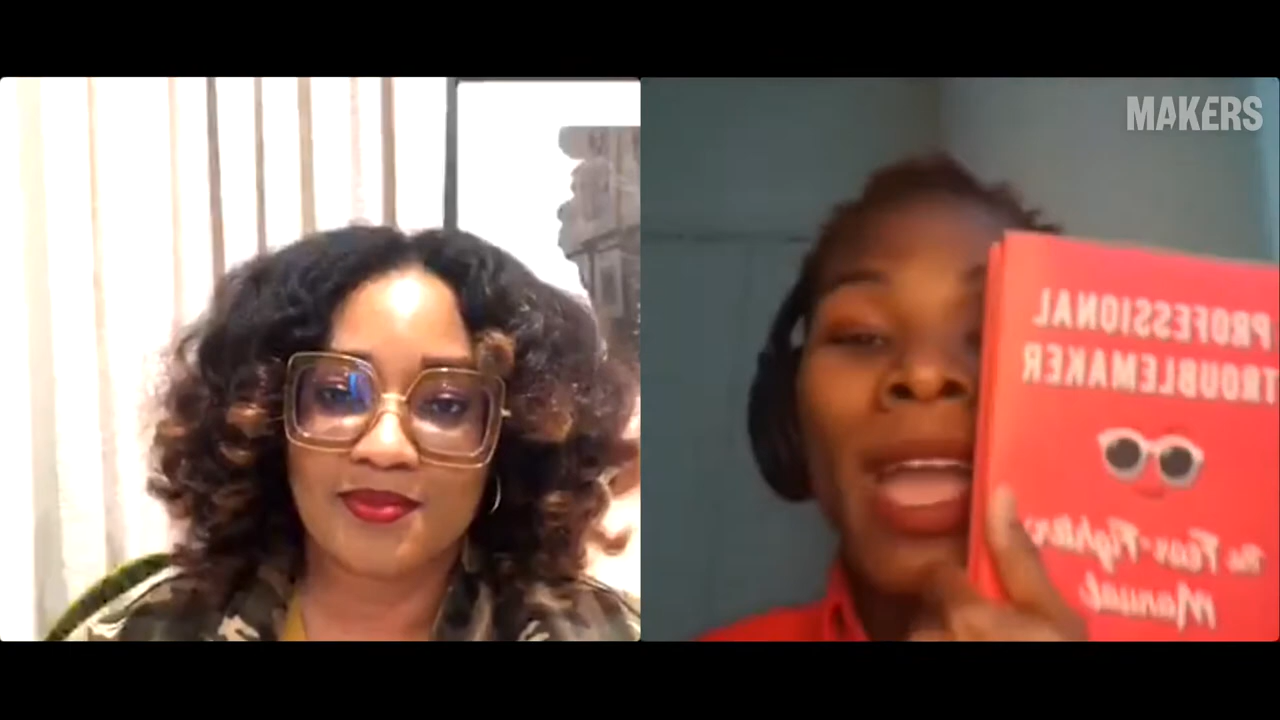 MAKERS
PROFESSIONAL
TROUBLEMAKER
The Fear-Fighter
Manual